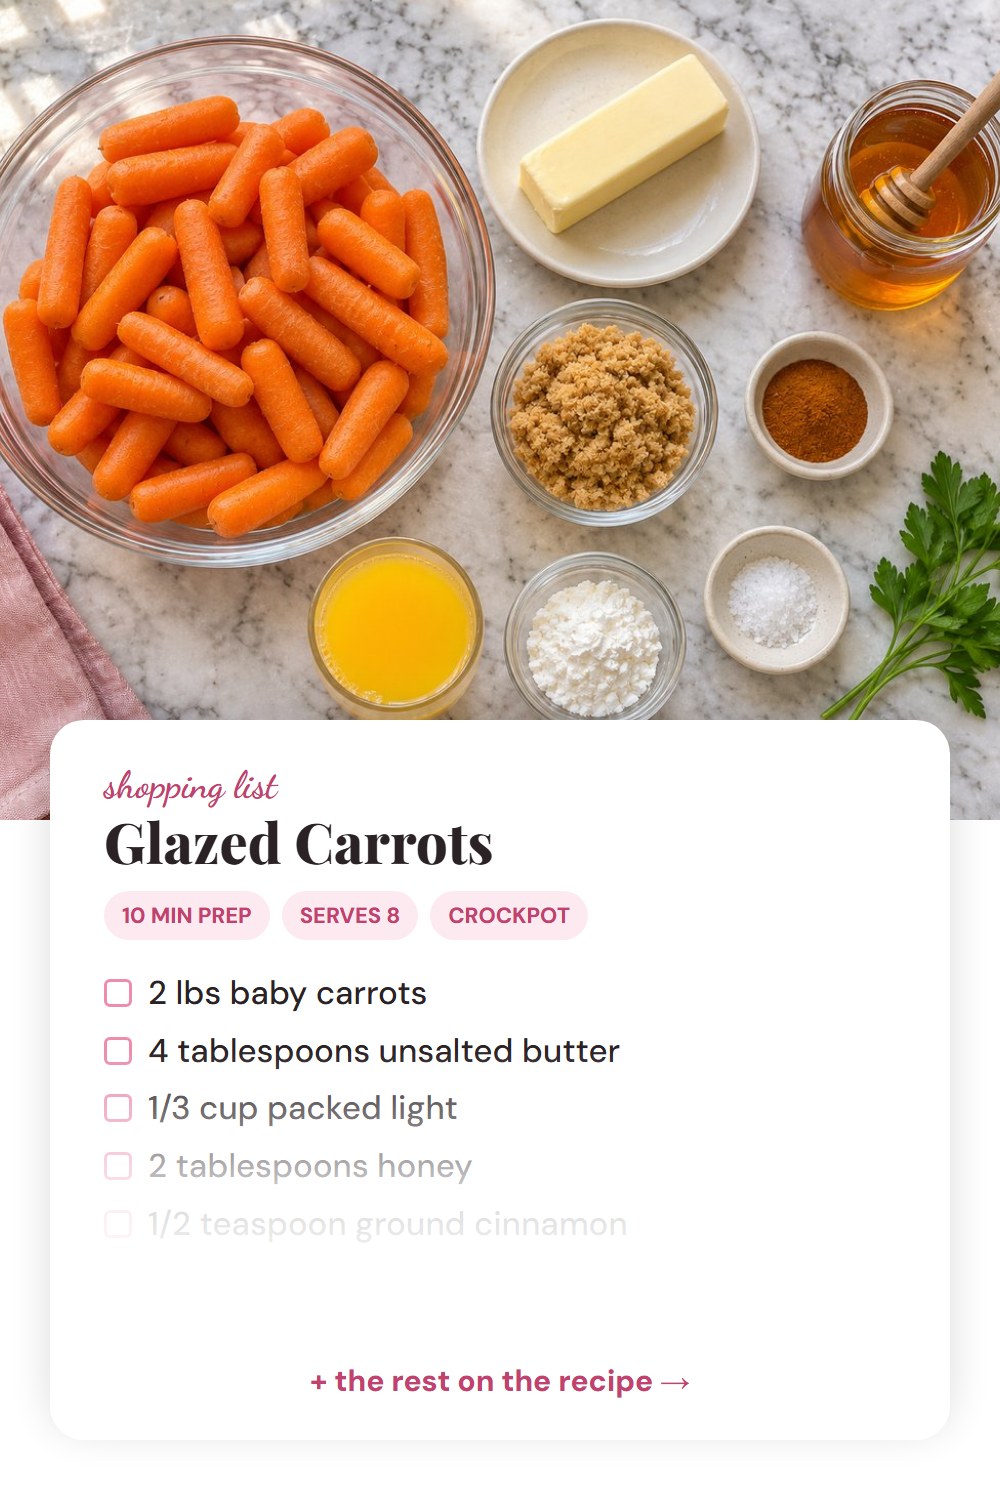 shopping list
Glazed Carrots
10 MIN PREP SERVES 8 CROCKPOT
2 lbs baby carrots
4 tablespoons unsalted butter
1/3 cup packed light
2 tablespoons honey
1/2 teaspoon ground cinnamon
+ the rest on the recipe →